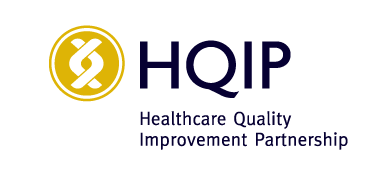 HQIP
Healthcare Quality
Improvement Partnership